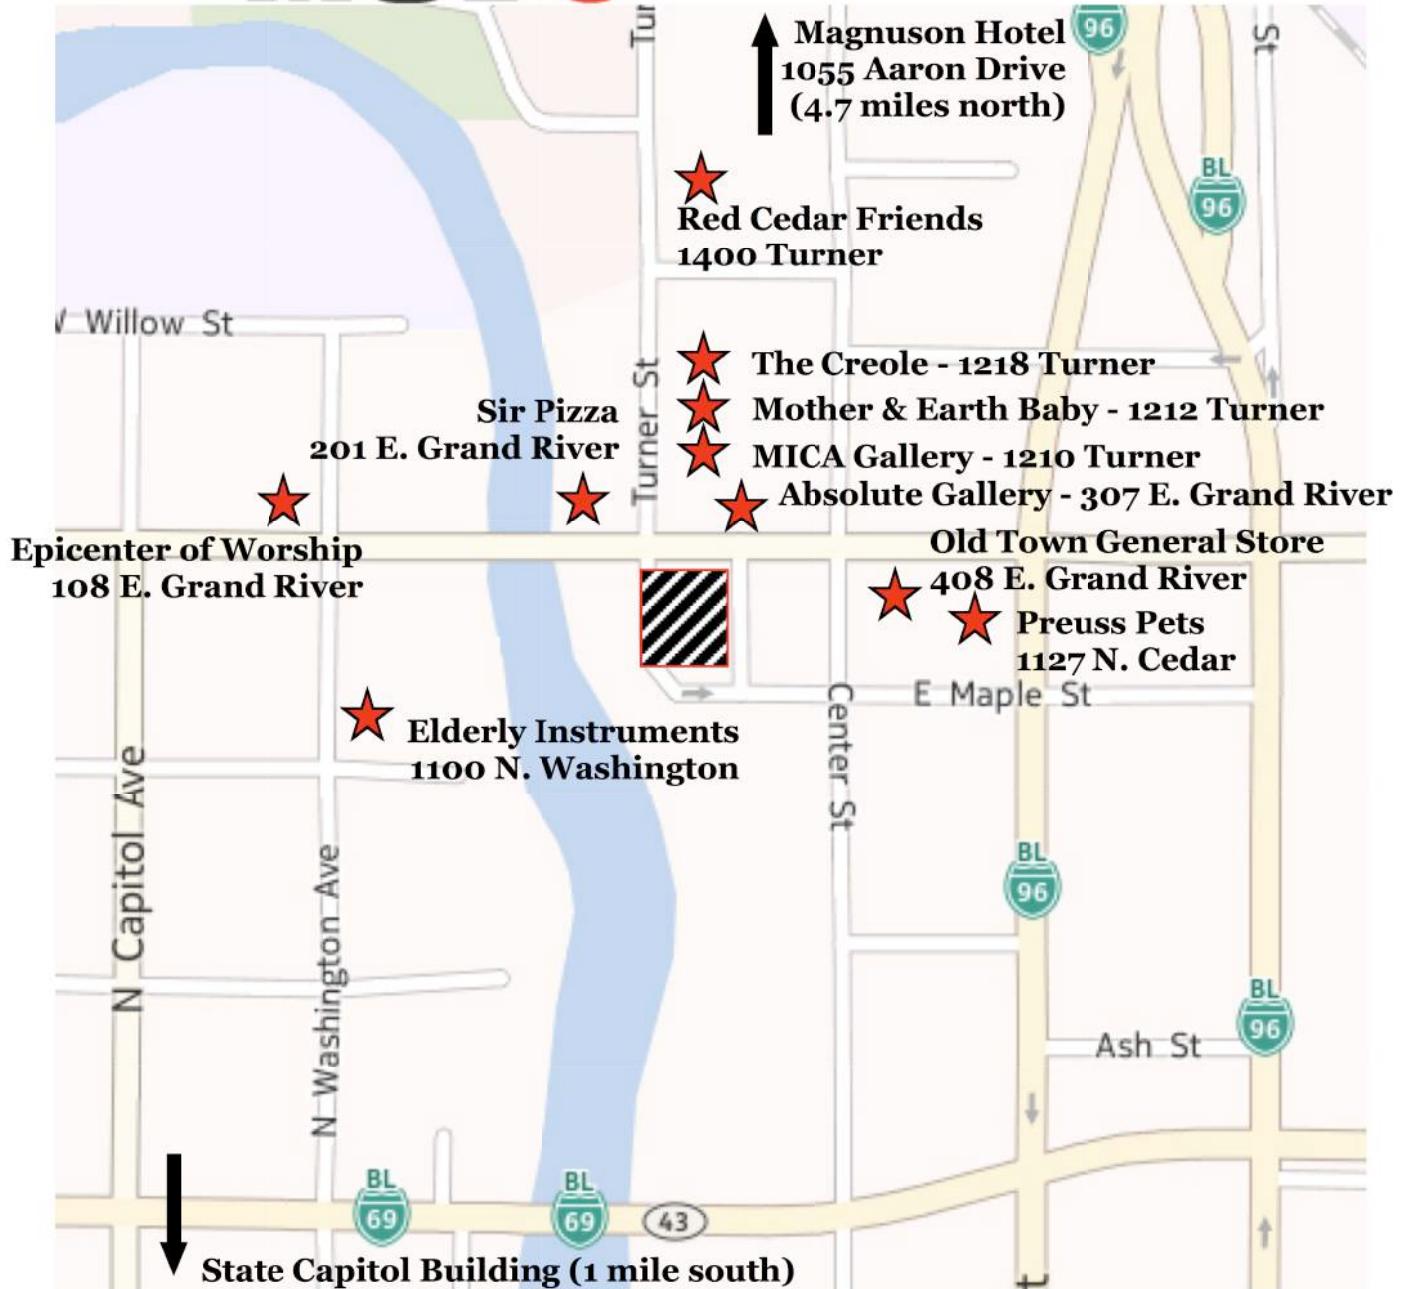 Tur
96
St
Magnuson Hotel
1055 Aaron Drive
(4.7 miles north)
BL
96
Red Cedar Friends
1400 Turner
Willow St
Turner St
The Creole - 1218 Turner
Mother & Earth Baby - 1212 Turner
MICA Gallery - 1210 Turner
Absolute Gallery - 307 E. Grand River
Sir Pizza
201 E. Grand River
Epicenter of Worship
108 E. Grand River
Old Town General Store
408 E. Grand River
Preuss Pets
1127 N. Cedar
E Maple St
Center St
Elderly Instruments
1100 N. Washington
N Capitol Ave
N Washington Ave
BL
96
BL
96
Ash St
BL
69
BL
69
43
State Capitol Building (1 mile south)
t